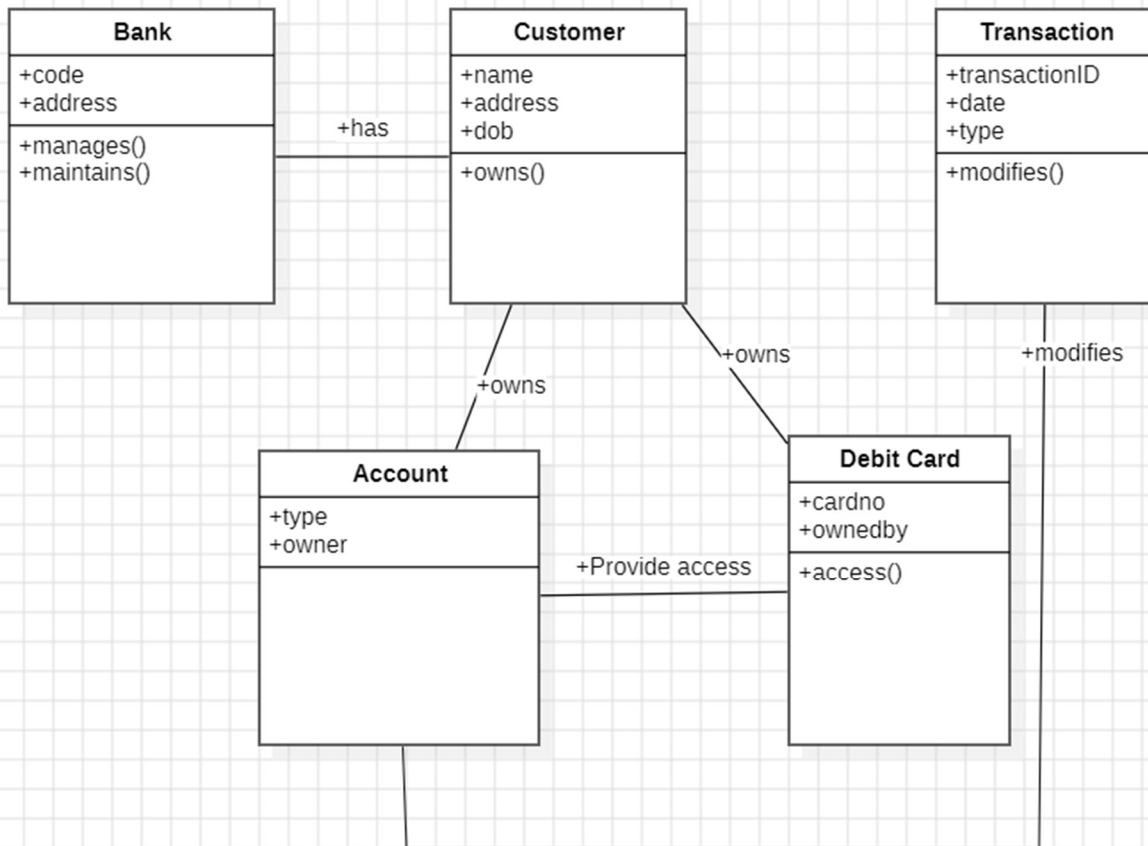 Bank
+code
+address
+manages()
+maintains()
+has
Customer
+name
+address
+dob
+owns()
Transaction
+transactionID
+date
+type
+modifies()
+owns
+owns
+modifies
Account
+type
+owner
+Provide access
Debit Card
+cardno
+ownedby
+access()